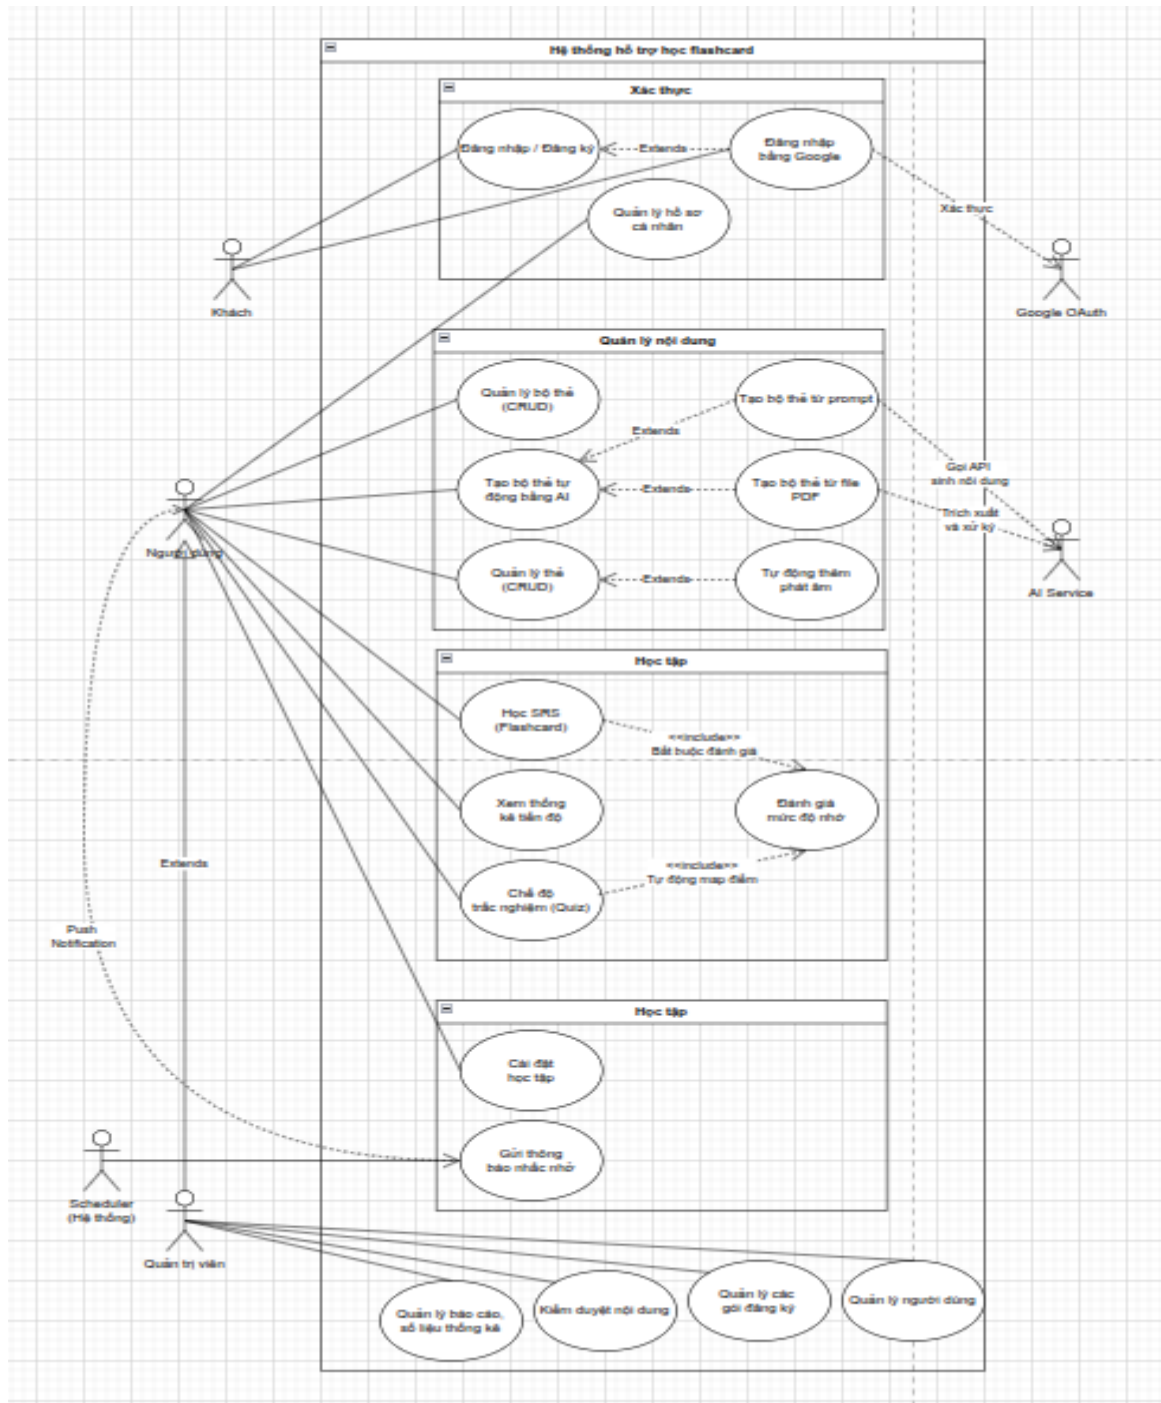 Hệ thống hỗ trợ học flashcard
Xác thực
Đăng nhập / Đăng ký
Extends
Đăng nhập
bằng Google
Quản lý hồ sơ
cá nhân
Xác thực
Khách
Google OAuth
Quản lý nội dung
Quản lý bộ thẻ
(CRUD)
Tạo bộ thẻ từ prompt
Extends
Tạo bộ thẻ tự
động bằng AI
Extends
Tạo bộ thẻ từ file
PDF
Gọi API
sinh nội dung
Trích xuất
và xử ký
Người dùng
Quản lý thẻ
(CRUD)
Extends
Tự động thêm
phát âm
AI Service
Học tập
Học SRS
(Flashcard)
<<include>>
Bắt buộc đánh giá
Xem thống
kê tiến độ
Đánh giá
mức độ nhớ
<<include>>
Tự động map điểm
Chế độ
trắc nghiệm (Quiz)
Extends
Push
Notification
Học tập
Cài đặt
học tập
Gửi thông
báo nhắc nhở
Scheduler
(Hệ thống)
Quản trị viên
Quản lý báo cáo,
số liệu thống kê
Kiểm duyệt nội dung
Quản lý các
gói đăng ký
Quản lý người dùng